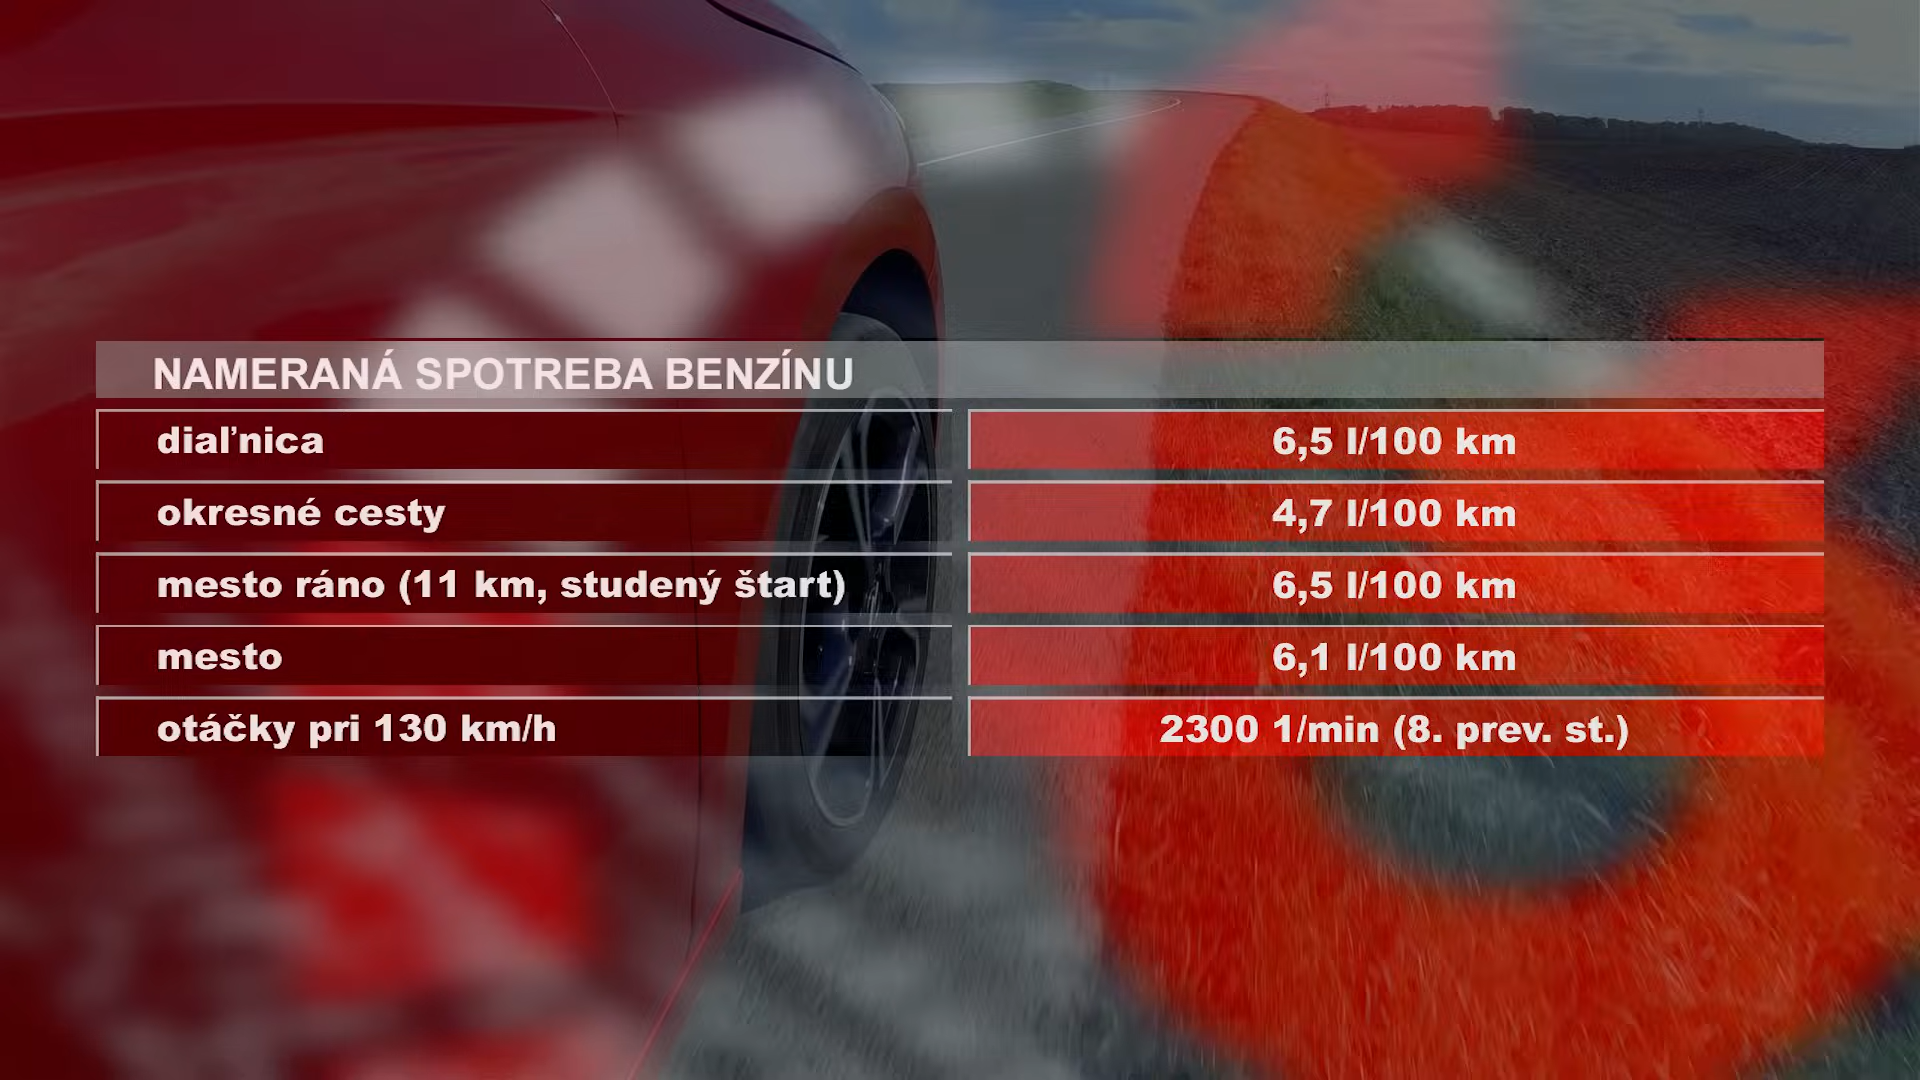 NAMERANÁ SPOTREBA BENZÍNU
diaľnica 6,5 l/100 km
okresné cesty 4,7 l/100 km
mesto ráno (11 km, studený štart) 6,5 l/100 km
mesto 6,1 l/100 km
otáčky pri 130 km/h 2300 1/min (8. prev. st.)